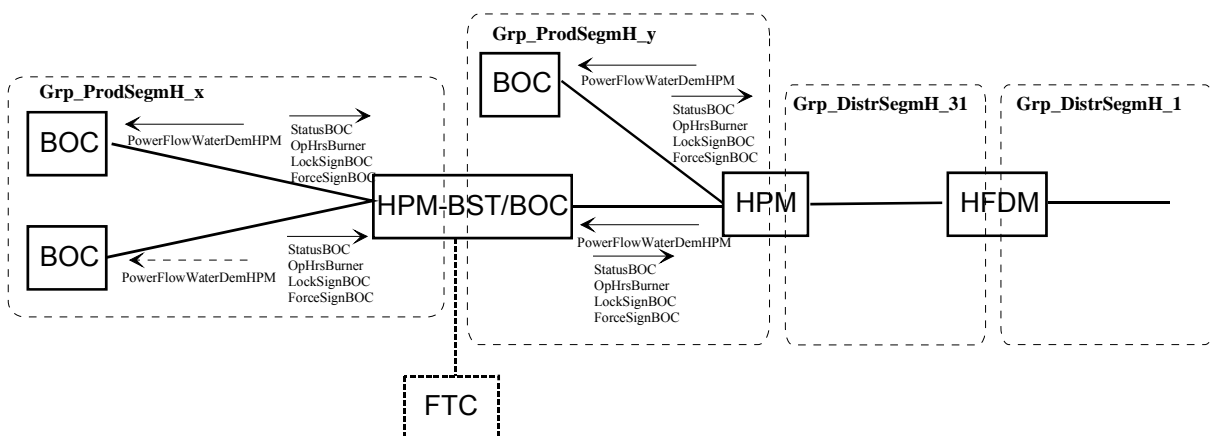 Grp_ProdSegmH_x
BOC
PowerFlowWaterDemHPM
StatusBOC
OpHrsBurner
LockSignBOC
ForceSignBOC
BOC
PowerFlowWaterDemHPM
StatusBOC
OpHrsBurner
LockSignBOC
ForceSignBOC
HPM-BST/BOC
FTC
Grp_ProdSegmH_y
BOC
PowerFlowWaterDemHPM
StatusBOC
OpHrsBurner
LockSignBOC
ForceSignBOC
PowerFlowWaterDemHPM
StatusBOC
OpHrsBurner
LockSignBOC
ForceSignBOC
HPM
Grp_DistrSegmH_31
HFDM
Grp_DistrSegmH_1